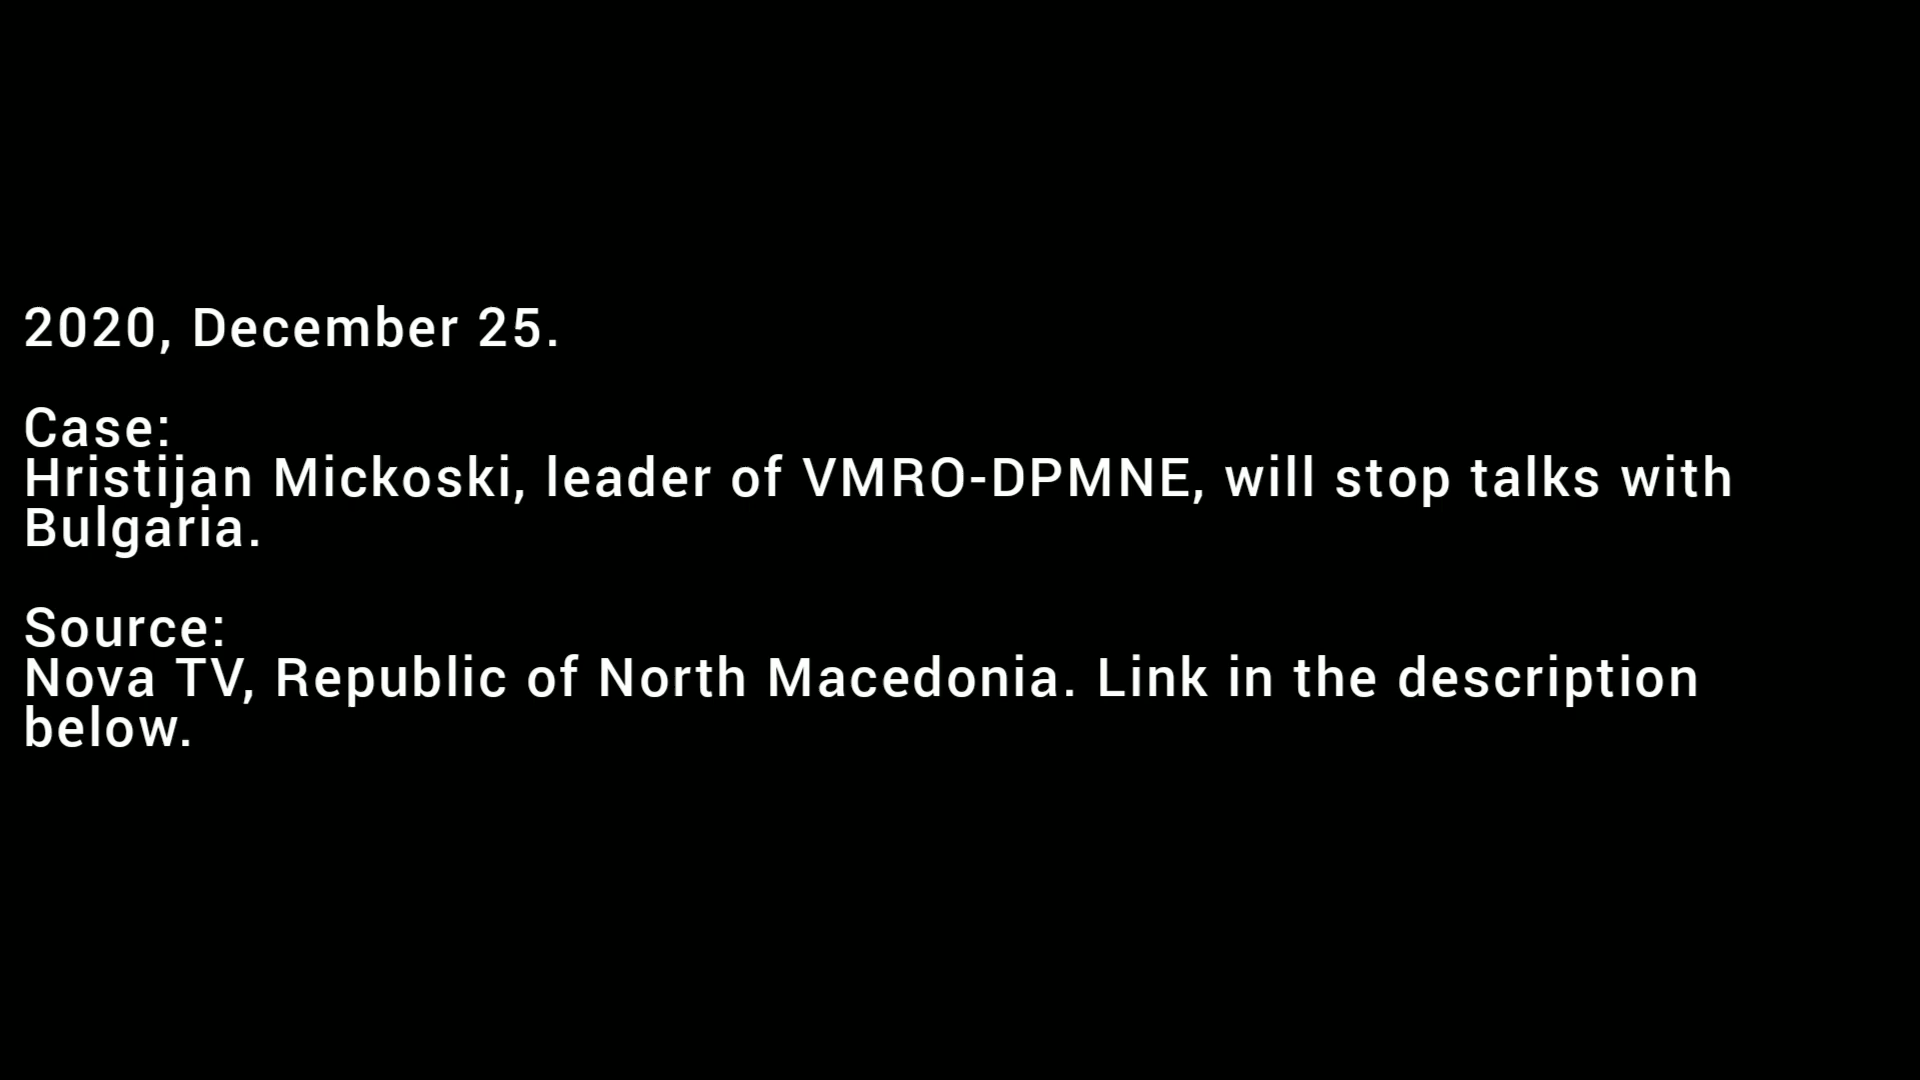 2020, December 25.
Case:
Hristijan Mickoski, leader of VMRO-DPMNE, will stop talks with
Bulgaria.
Source:
Nova TV, Republic of North Macedonia. Link in the description
below.